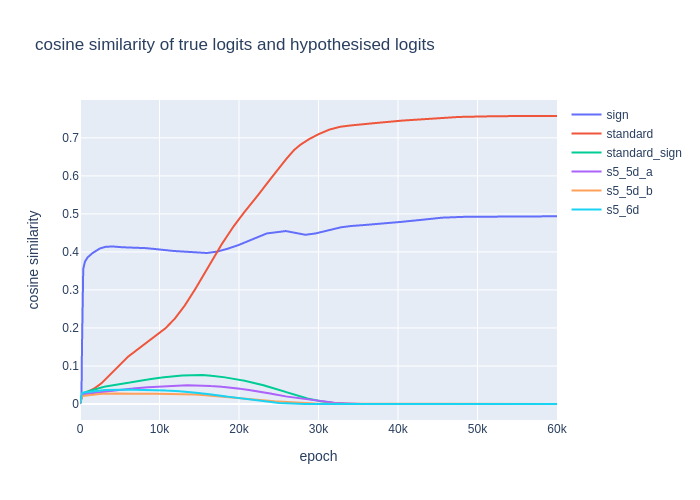 cosine similarity of true logits and hypothesised logits
sign
standard
standard_sign
s5_5d_a
s5_5d_b
s5_6d
cosine similarity
0.7
0.6
0.5
0.4
0.3
0.2
0.1
0
0 10k 20k 30k 40k 50k 60k
epoch